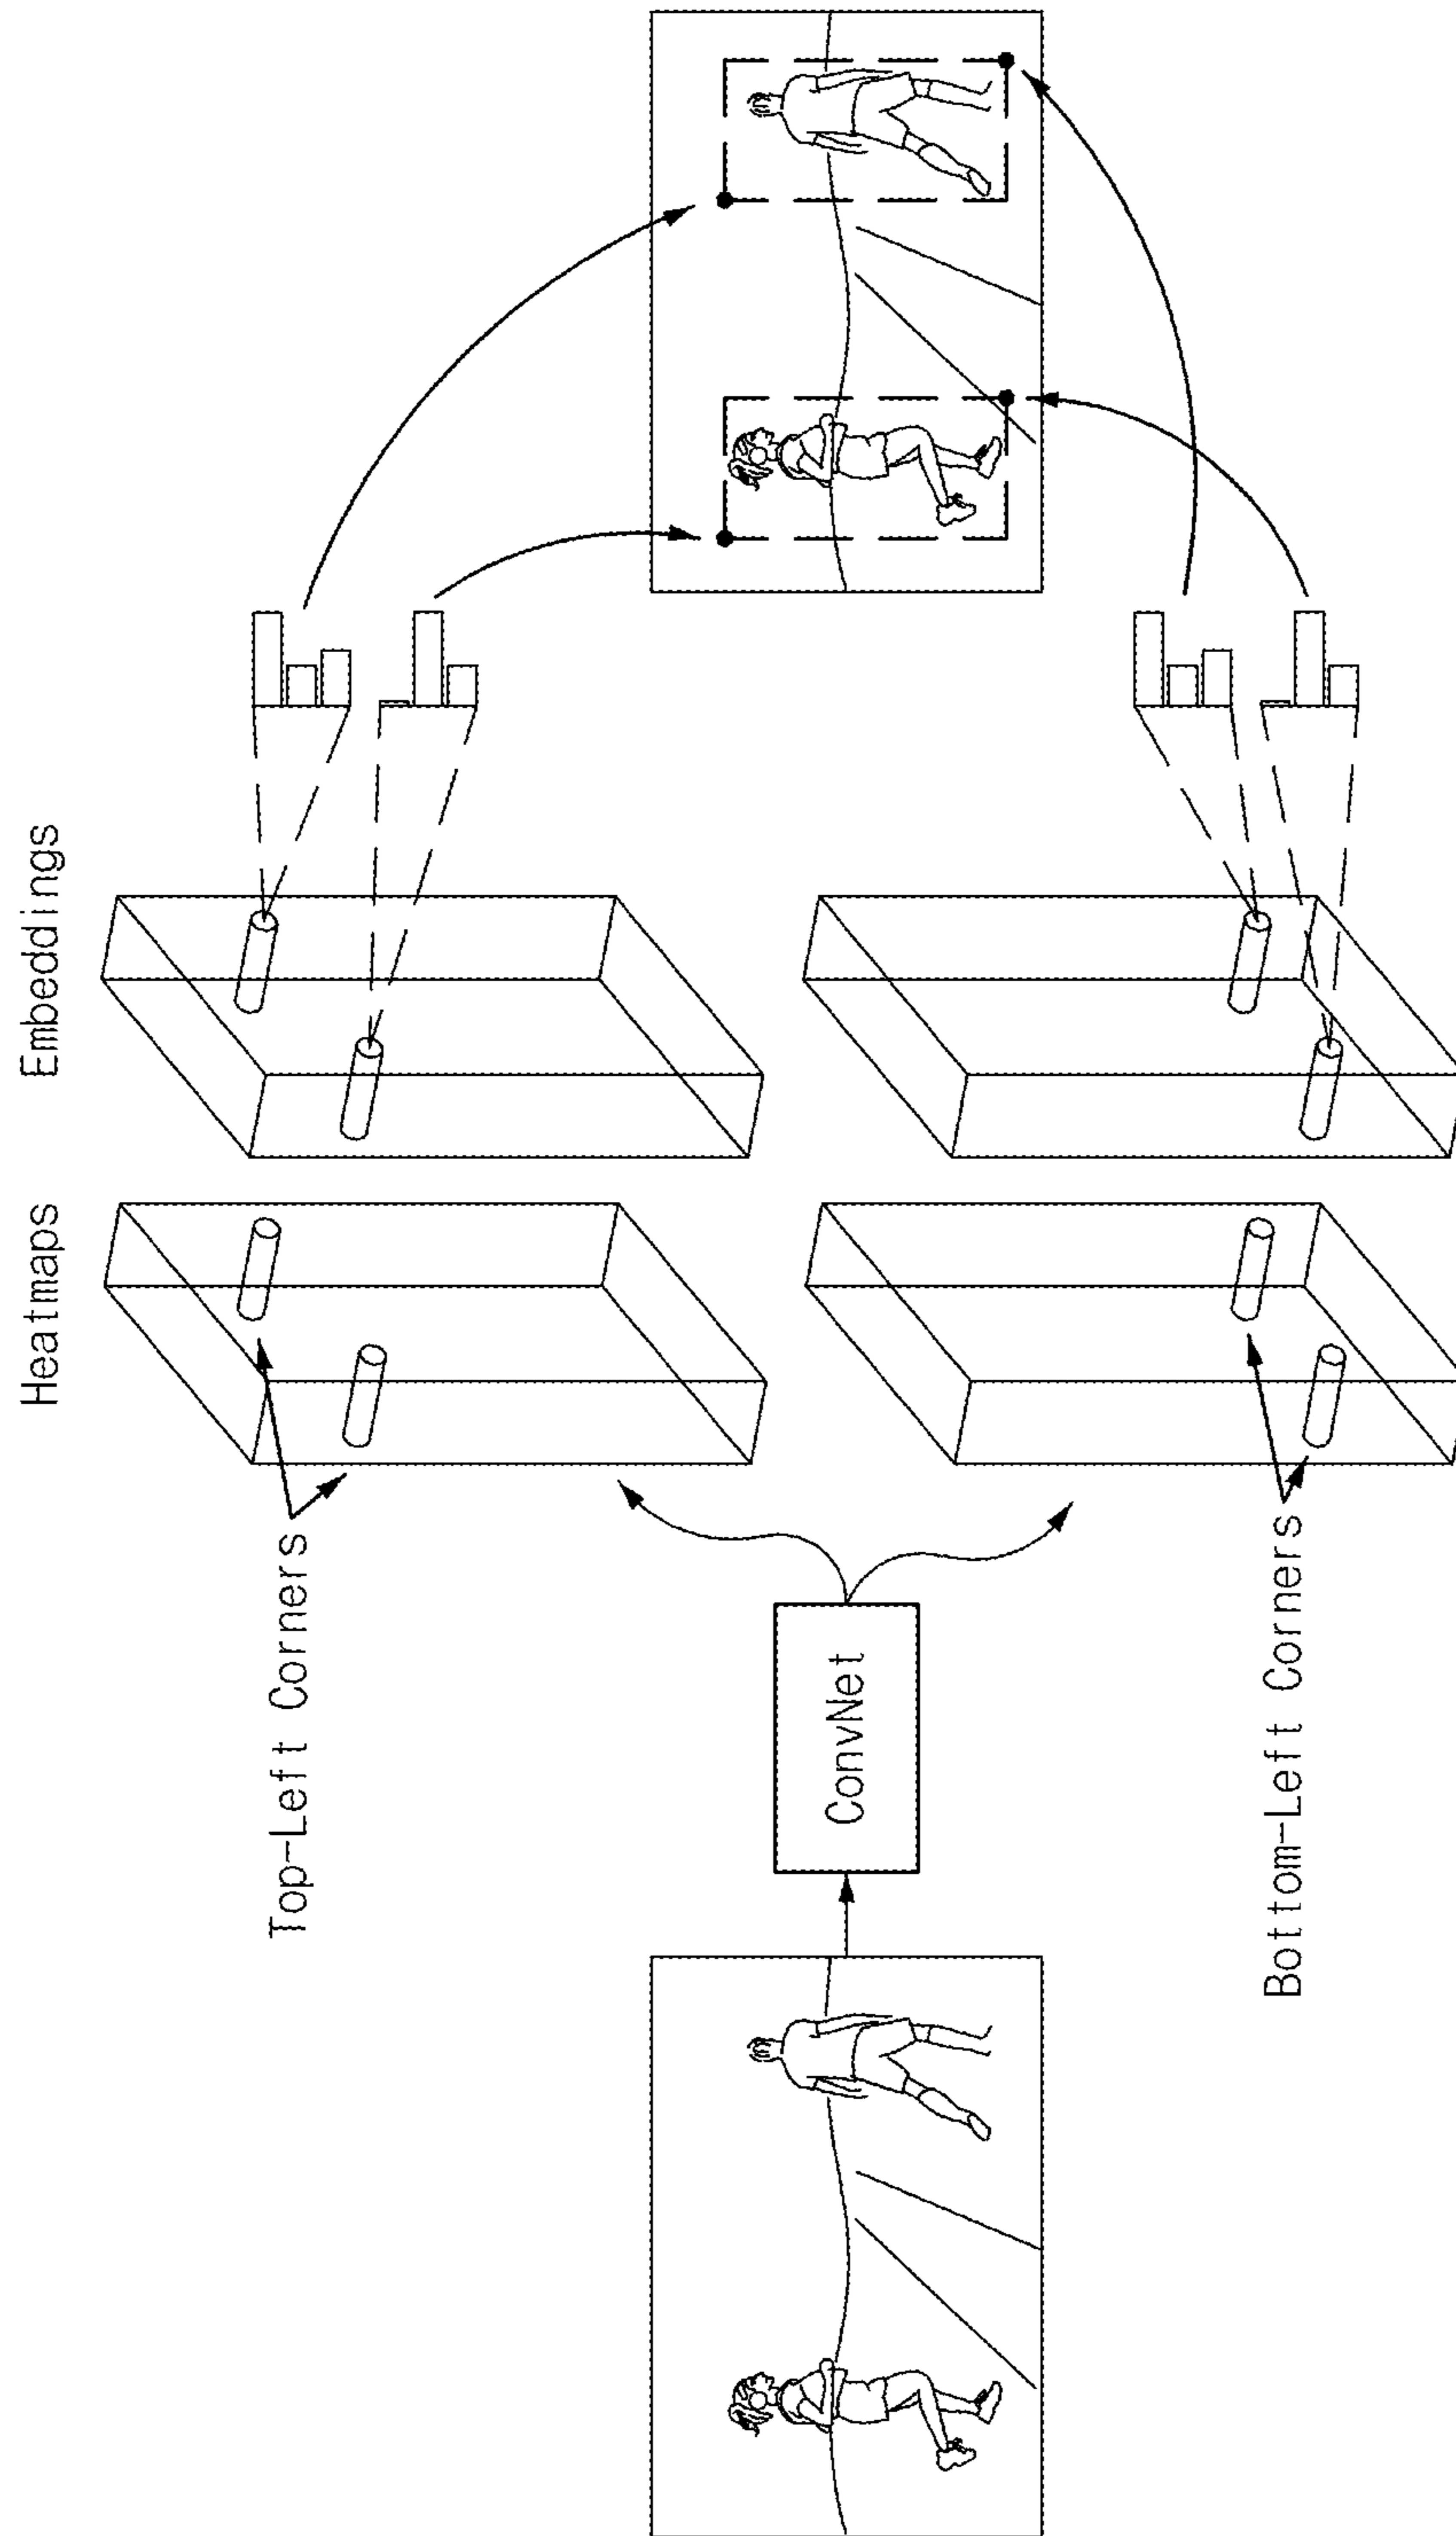 Heatmaps
Embeddings
Top-Left Corners
ConvNet
Bottom-Left Corners